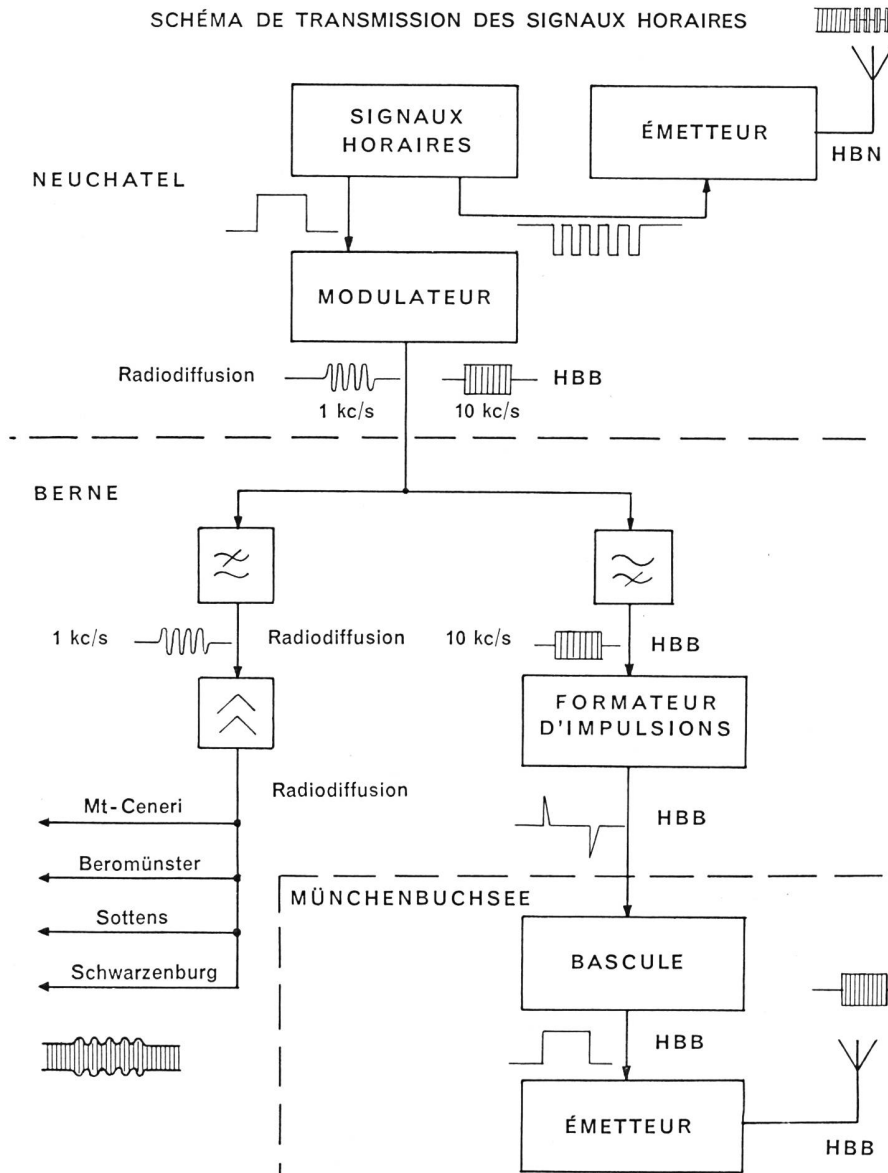 SCHÉMA DE TRANSMISSION DES SIGNAUX HORAIRES
SIGNAUX
HORAIRES
ÉMETTEUR
HBN
NEUCHATEL
MODULATEUR
Radiodiffusion
HBB
1 kc/s
10 kc/s
BERNE
1 kc/s
Radiodiffusion
10 kc/s
HBB
FORMATEUR
D'IMPULSIONS
Radiodiffusion
Mt-Ceneri
HBB
Beromünster
MÜNCHENBUCHSEE
Sottens
BASCULE
Schwarzenburg
HBB
ÉMETTEUR
HBB